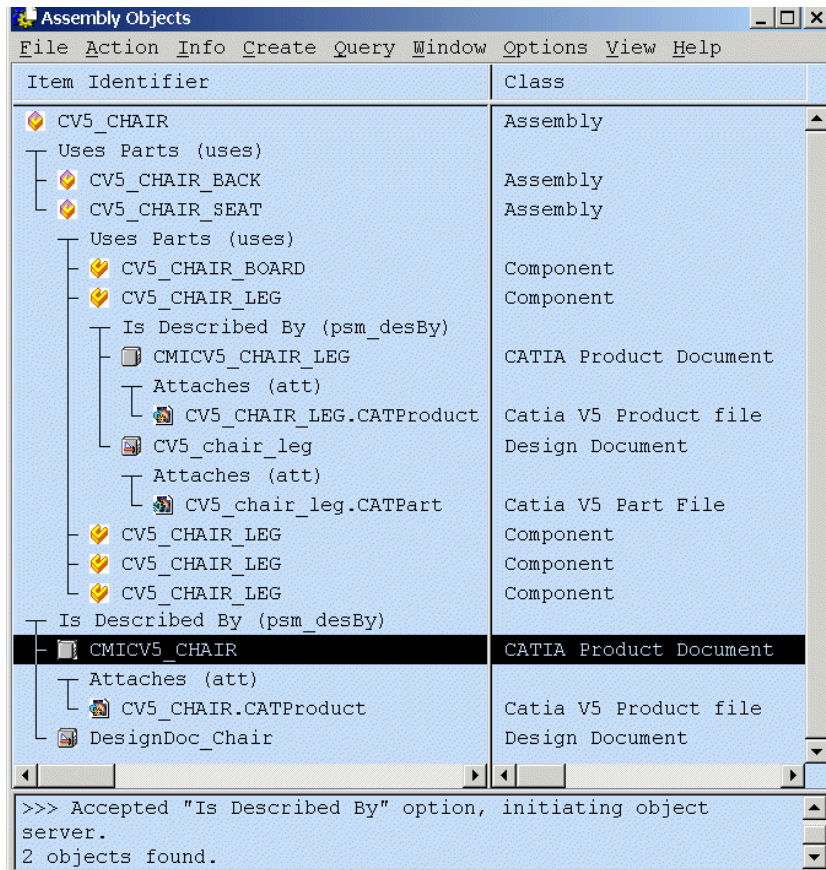 Assembly Objects
File Action Info Create Query Window Options View Help
Item Identifier Class
CV5_CHAIR Assembly
Uses Parts (uses)
CV5_CHAIR_BACK Assembly
CV5_CHAIR_SEAT Assembly
Uses Parts (uses)
CV5_CHAIR_BOARD Component
CV5_CHAIR_LEG Component
Is Described By (psm_desBy)
CMICV5_CHAIR_LEG CATIA Product Document
Attaches (att)
CV5_CHAIR_LEG.CATProduct Catia V5 Product file
CV5_chair_leg Design Document
Attaches (att)
CV5_chair_leg.CATPart Catia V5 Part File
CV5_CHAIR_LEG Component
CV5_CHAIR_LEG Component
CV5_CHAIR_LEG Component
Is Described By (psm_desBy)
CMICV5_CHAIR CATIA Product Document
Attaches (att)
CV5_CHAIR.CATProduct Catia V5 Product file
DesignDoc_Chair Design Document
>>> Accepted "Is Described By" option, initiating object
server.
2 objects found.